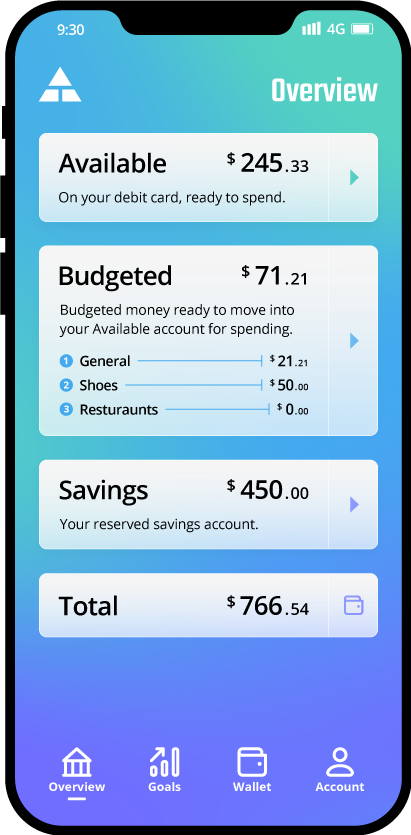 9:30 4G
Overview
Available $ 245.33
On your debit card, ready to spend.
Budgeted $ 71.21
Budgeted money ready to move into
your Available account for spending.
1 General $ 21.21
2 Shoes $ 50.00
3 Resturaunts $ 0.00
Savings $ 450.00
Your reserved savings account.
Total $ 766.54
Overview Goals Wallet Account